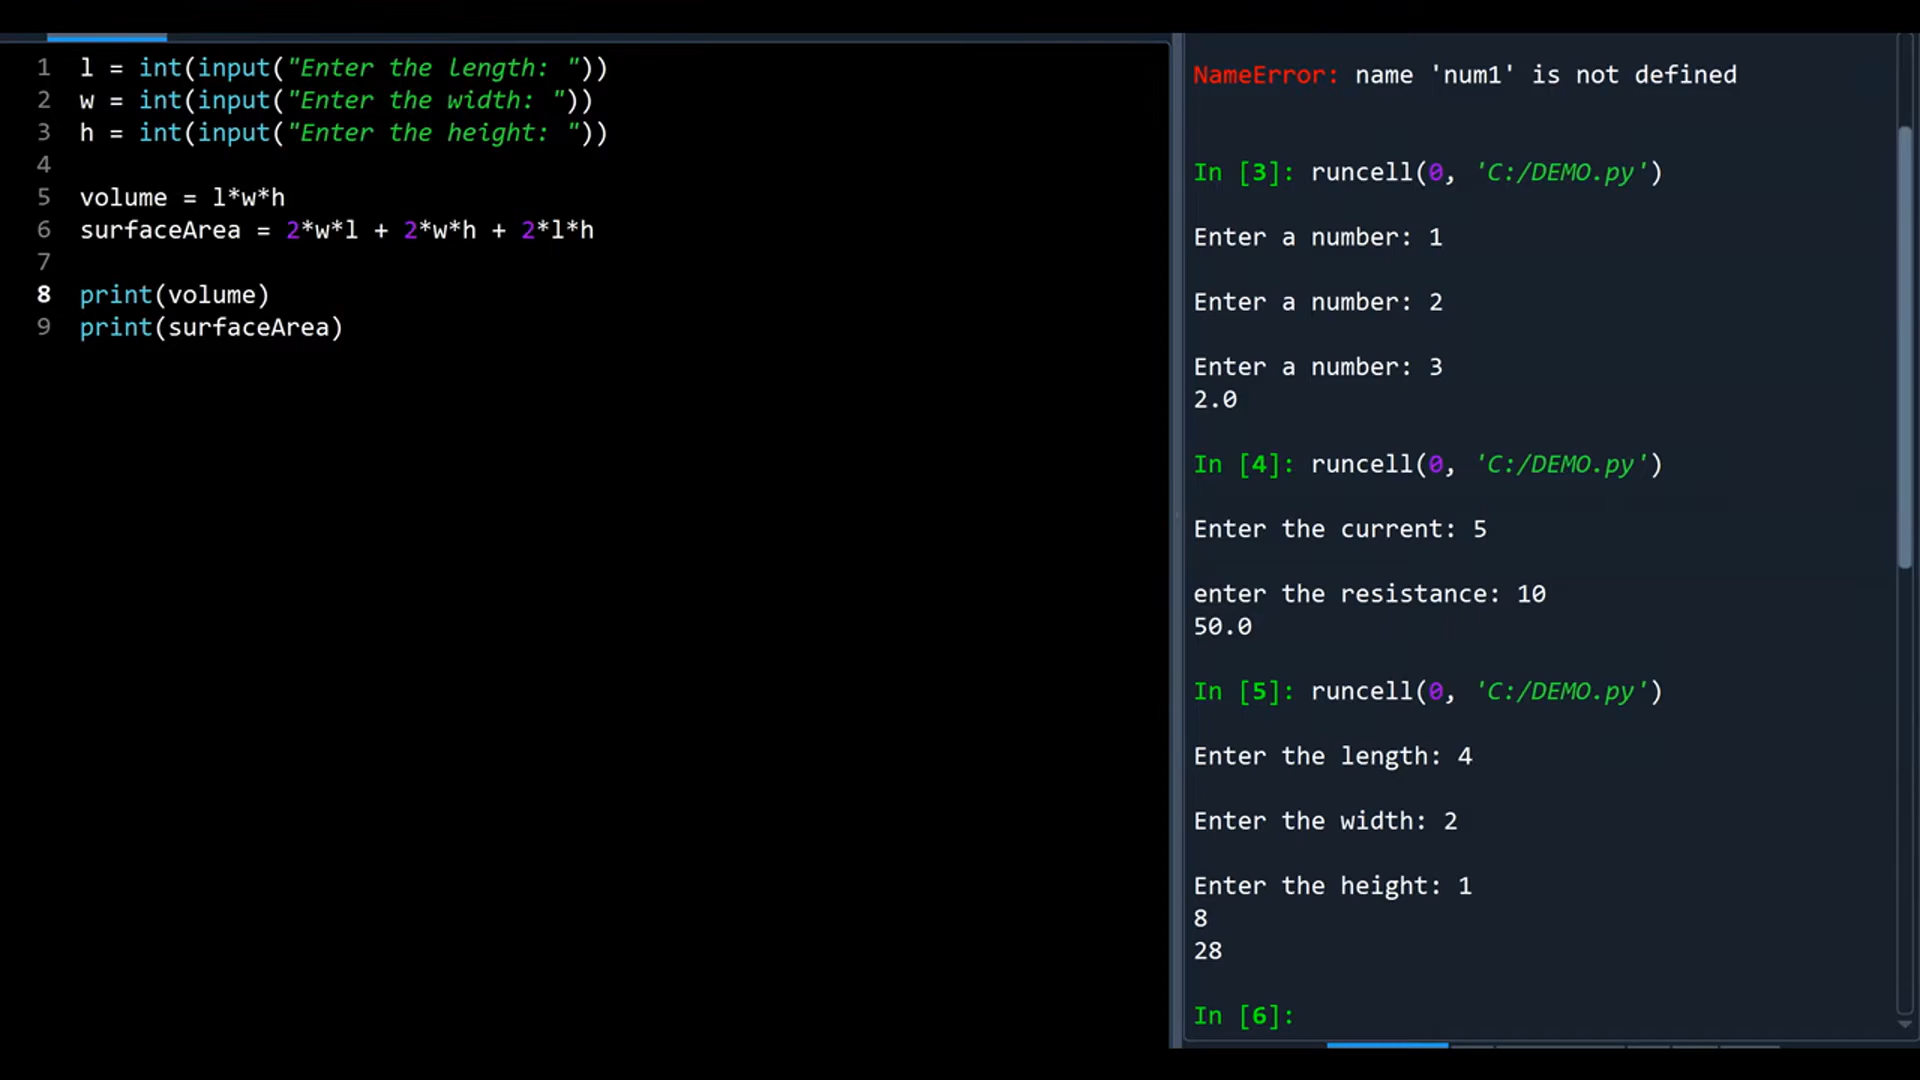 1 l = int(input("Enter the length: "))
2 w = int(input("Enter the width: "))
3 h = int(input("Enter the height: "))
4
5 volume = l*w*h
6 surfaceArea = 2*w*l + 2*w*h + 2*l*h
7
8 print(volume)
9 print(surfaceArea)
NameError: name 'num1' is not defined
In [3]: runcell(0, 'C:/DEMO.py')
Enter a number: 1
Enter a number: 2
Enter a number: 3
2.0
In [4]: runcell(0, 'C:/DEMO.py')
Enter the current: 5
enter the resistance: 10
50.0
In [5]: runcell(0, 'C:/DEMO.py')
Enter the length: 4
Enter the width: 2
Enter the height: 1
8
28
In [6]: